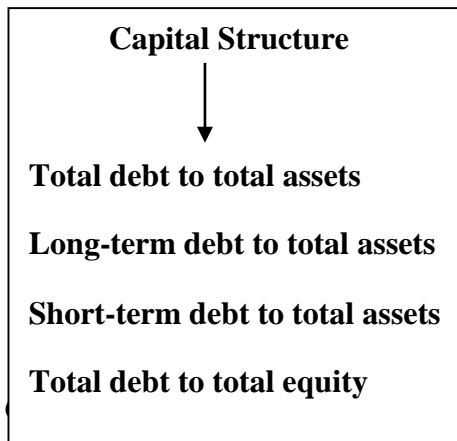 Capital Structure
Total debt to total assets
Long-term debt to total assets
Short-term debt to total assets
Total debt to total equity